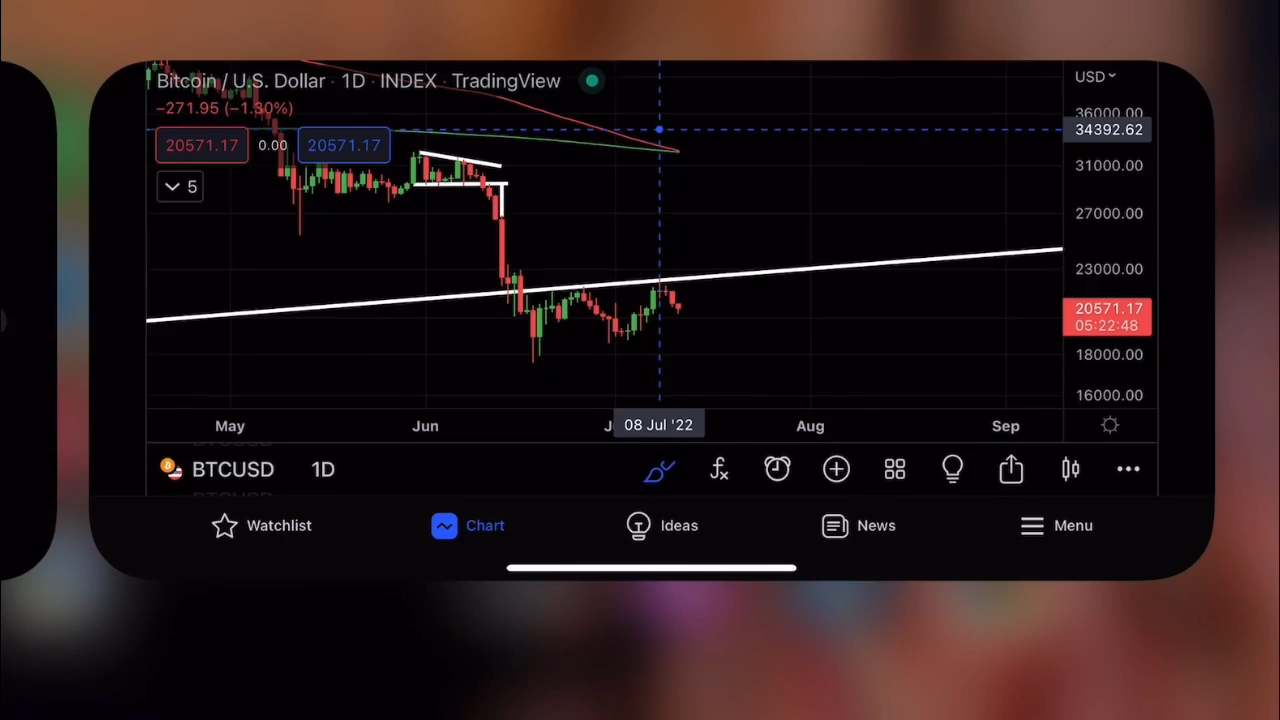 Bitcoin / U.S. Dollar · 1D · INDEX · TradingView
USD
−271.95 (−1.30%)
36000.00
34392.62
20571.17 0.00 20571.17
31000.00
5
27000.00
23000.00
20571.17
05:22:48
18000.00
16000.00
May Jun 08 Jul '22 Aug Sep
BTCUSD 1D
Watchlist Chart Ideas News Menu